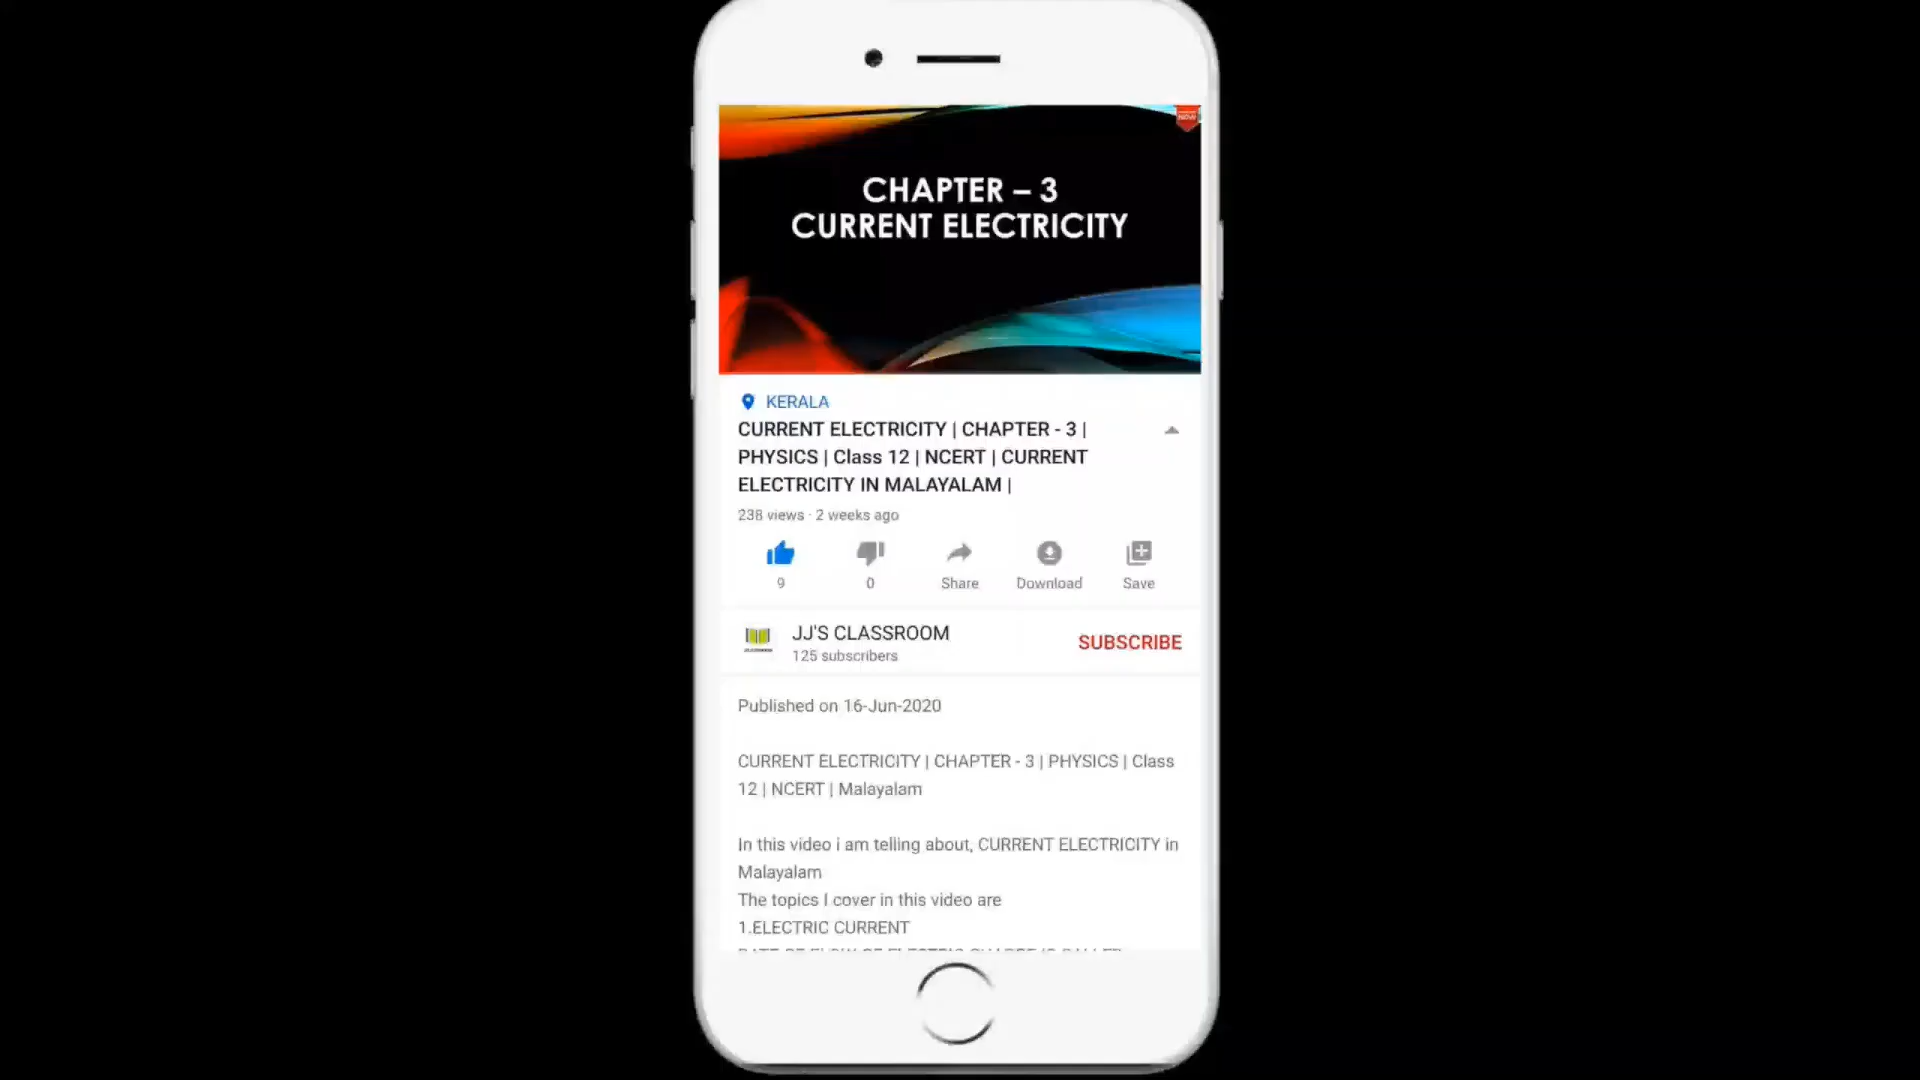 NOW
CHAPTER – 3
CURRENT ELECTRICITY
KERALA
CURRENT ELECTRICITY | CHAPTER - 3 |
PHYSICS | Class 12 | NCERT | CURRENT
ELECTRICITY IN MALAYALAM |
238 views · 2 weeks ago
9
0
Share
Download
Save
JJ'S CLASSROOM
125 subscribers
SUBSCRIBE
Published on 16-Jun-2020
CURRENT ELECTRICITY | CHAPTER - 3 | PHYSICS | Class
12 | NCERT | Malayalam
In this video i am telling about, CURRENT ELECTRICITY in
Malayalam
The topics I cover in this video are
1.ELECTRIC CURRENT